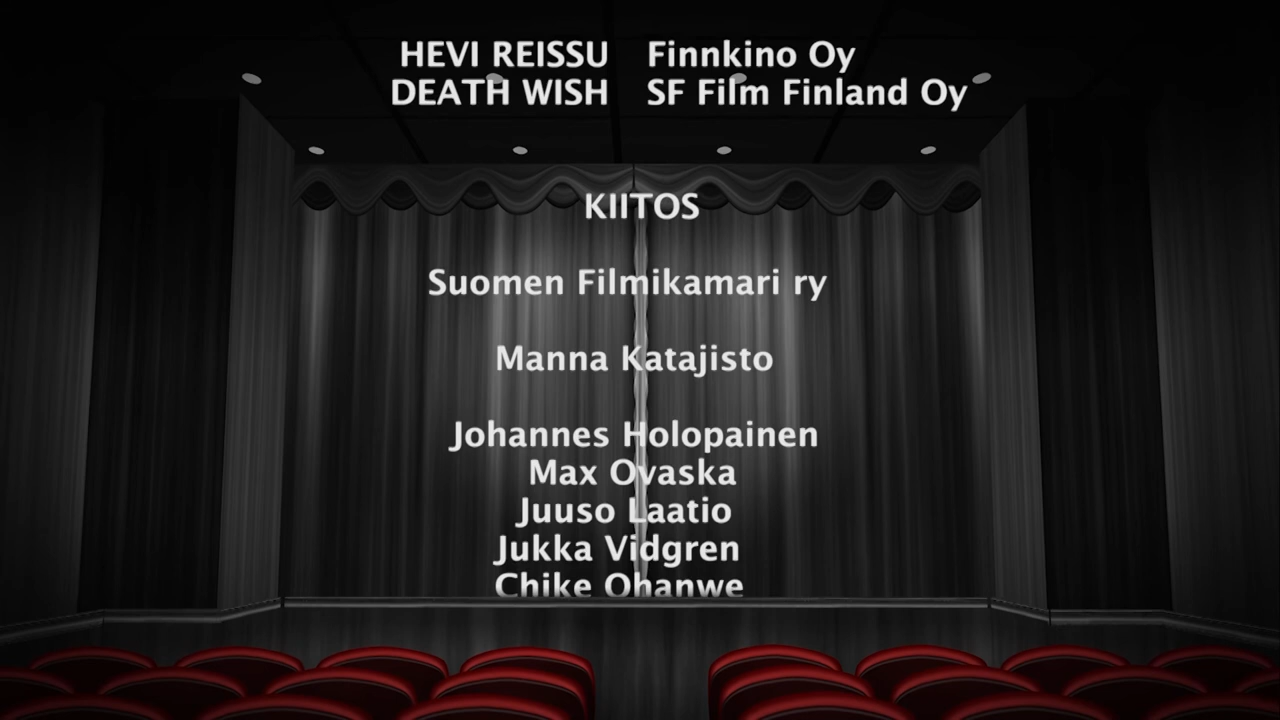 HEVI REISSU Finnkino Oy
DEATH WISH SF Film Finland Oy
KIITOS
Suomen Filmikamari ry
Manna Katajisto
Johannes Holopainen
Max Ovaska
Juuso Laatio
Jukka Vidgren
Chike Ohanwe